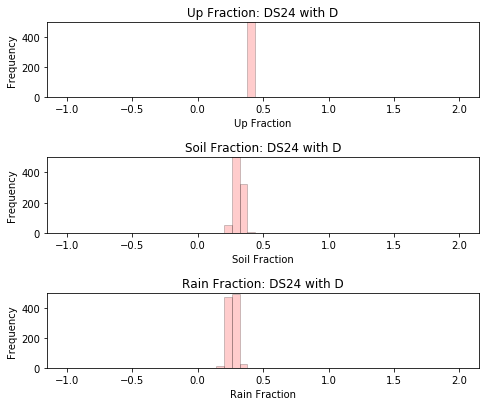 Up Fraction: DS24 with D
400
200
0
Frequency
−1.0 −0.5 0.0 0.5 1.0 1.5 2.0
Up Fraction
Soil Fraction: DS24 with D
400
200
0
Frequency
−1.0 −0.5 0.0 0.5 1.0 1.5 2.0
Soil Fraction
Rain Fraction: DS24 with D
400
200
0
Frequency
−1.0 −0.5 0.0 0.5 1.0 1.5 2.0
Rain Fraction